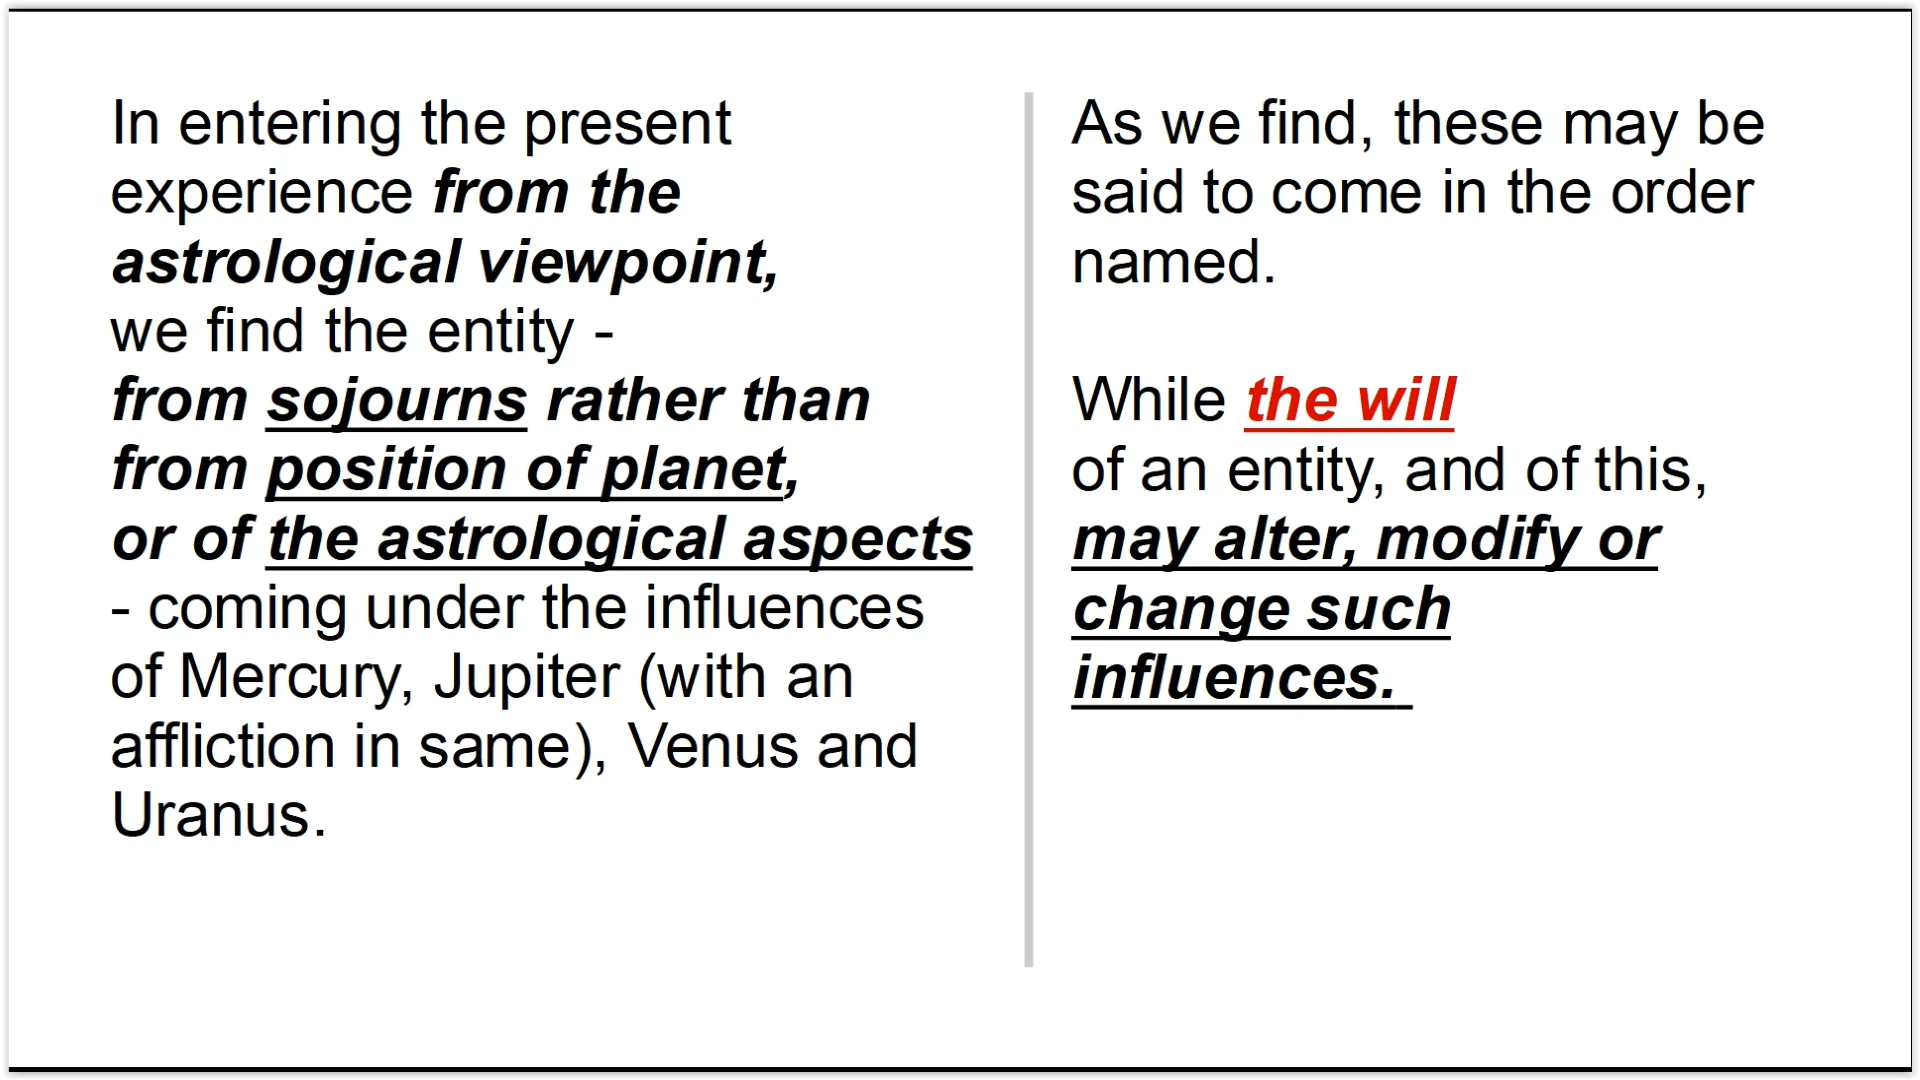 In entering the present
experience from the
astrological viewpoint,
we find the entity -
from sojourns rather than
from position of planet,
or of the astrological aspects
- coming under the influences
of Mercury, Jupiter (with an
affliction in same), Venus and
Uranus.
As we find, these may be
said to come in the order
named.
While the will
of an entity, and of this,
may alter, modify or
change such
influences.